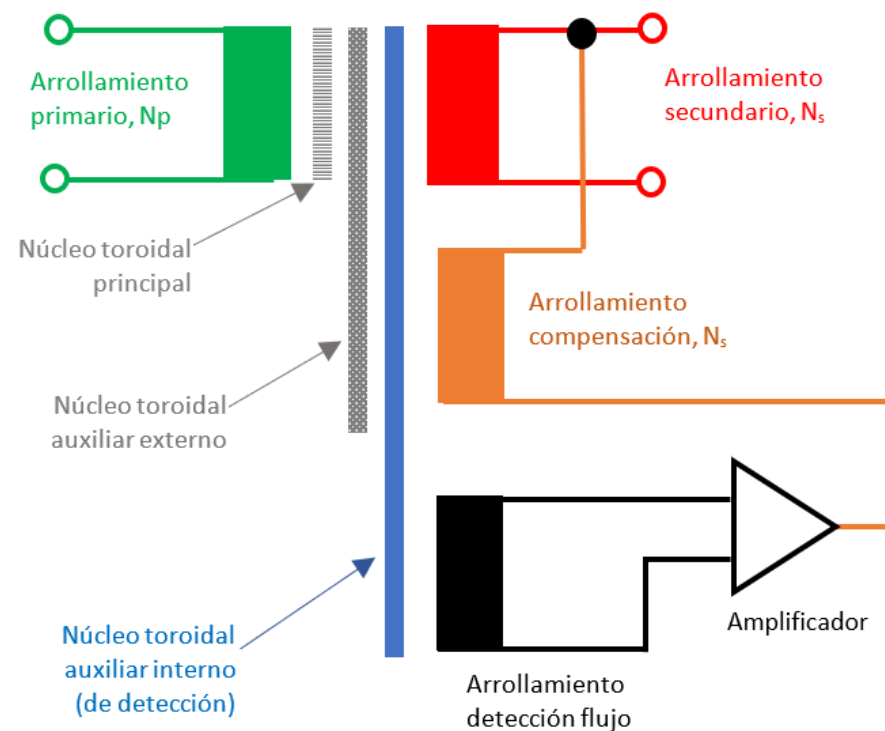 Arrollamiento
primario, Np
Arrollamiento
secundario, Nₛ
Núcleo toroidal
principal
Arrollamiento
compensación, Nₛ
Núcleo toroidal
auxiliar externo
Núcleo toroidal
auxiliar interno
(de detección)
Amplificador
Arrollamiento
detección flujo